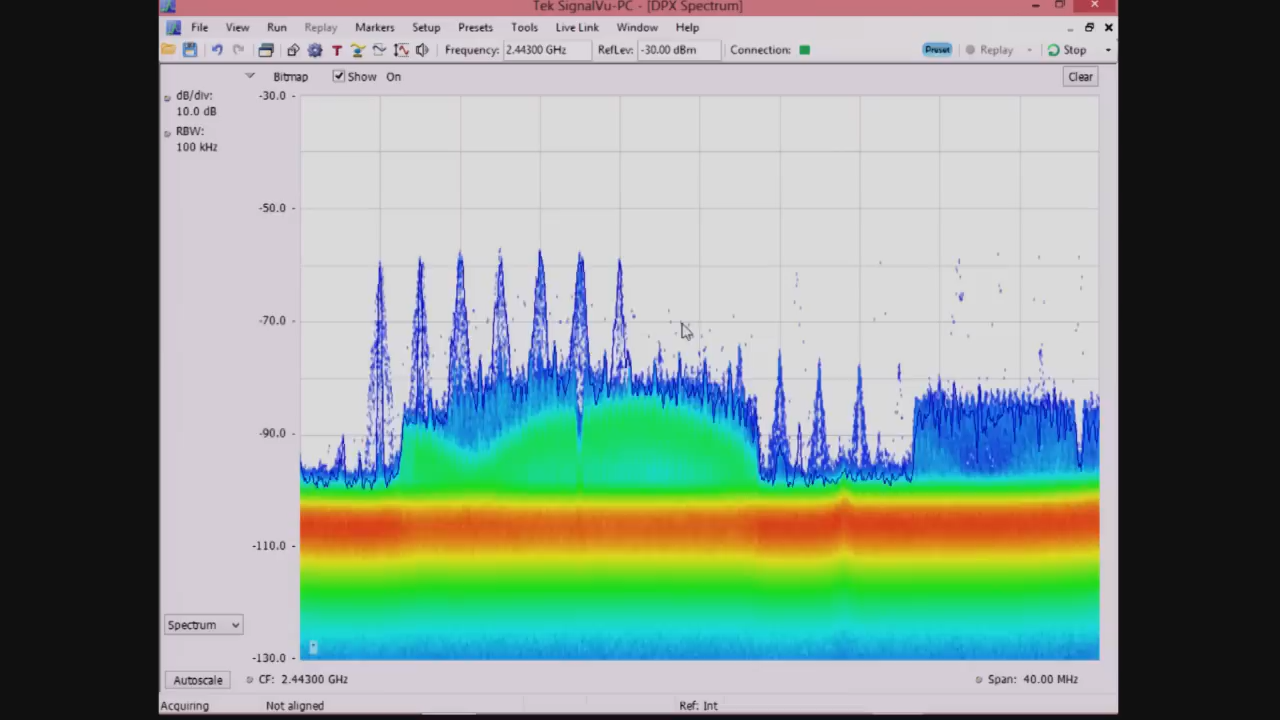 Tek SignalVu-PC - [DPX Spectrum]
File View Run Replay Markers Setup Presets Tools Live Link Window Help
Frequency: 2.44300 GHz RefLev: -30.00 dBm Connection: Preset Replay Stop
Bitmap Show On Clear
dB/div:
10.0 dB
RBW:
100 kHz
-30.0
-50.0
-70.0
-90.0
-110.0
-130.0
Spectrum
Autoscale CF: 2.44300 GHz Span: 40.00 MHz
Acquiring Not aligned Ref: Int